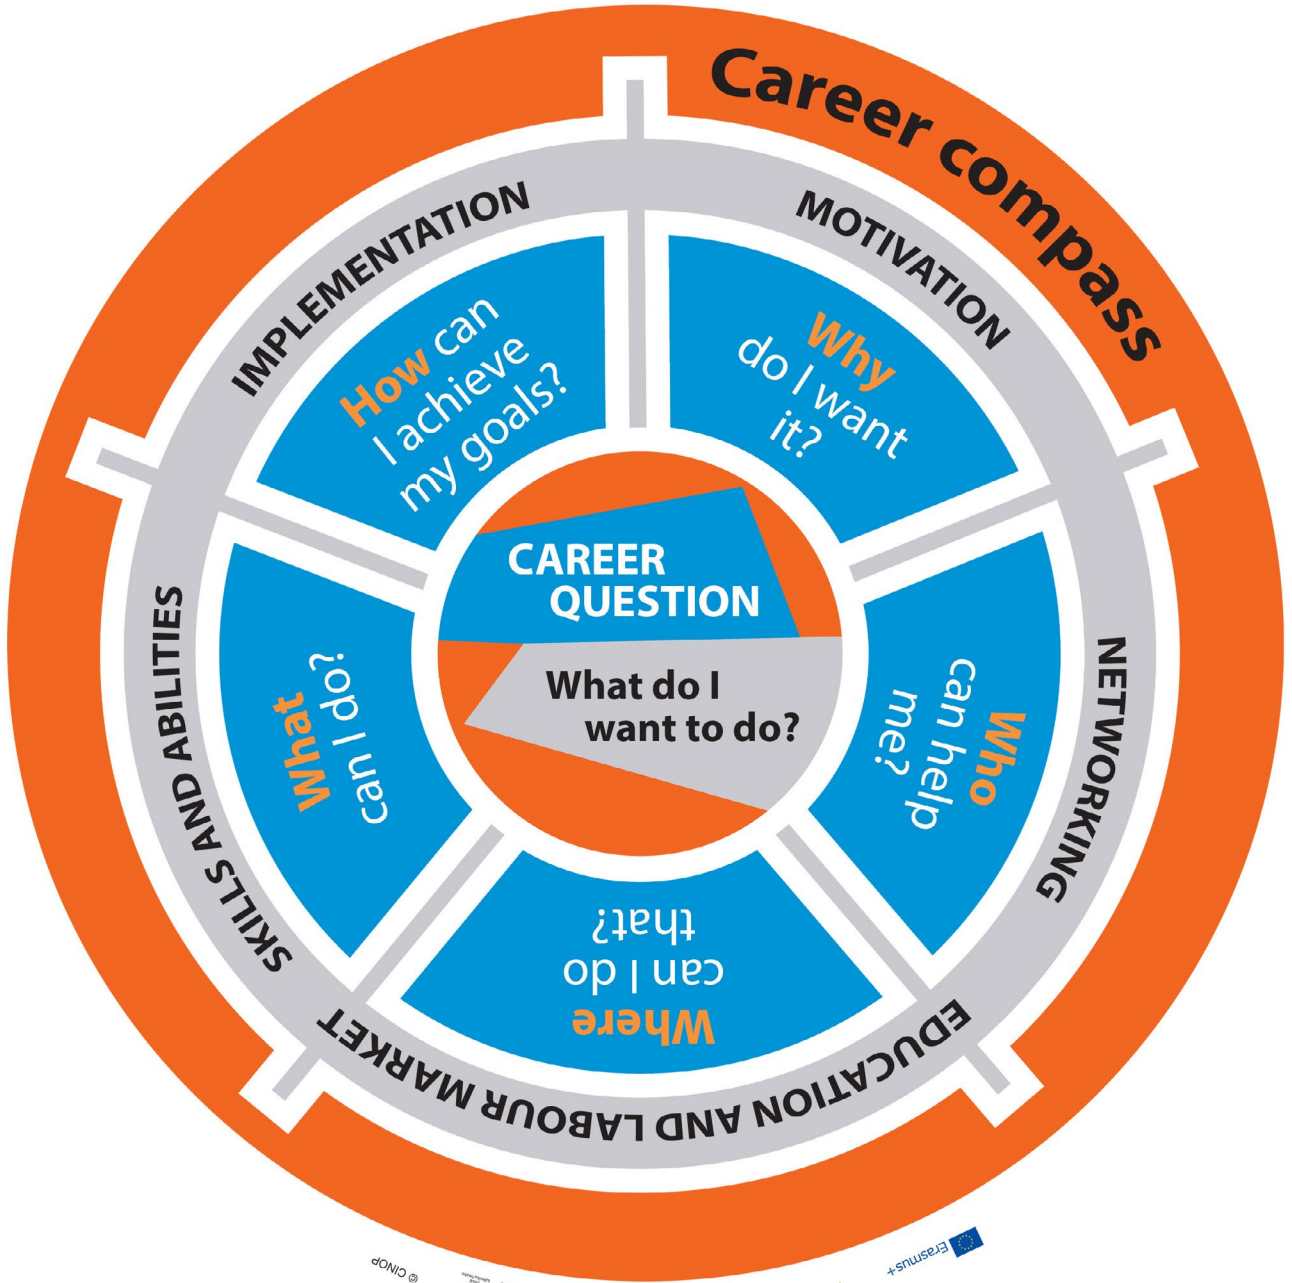 Career compass
MOTIVATION
Why
do I want
it?
NETWORKING
Who
can help
me?
EDUCATION AND LABOUR MARKET
Where
can I do
that?
SKILLS AND ABILITIES
What
can I do?
IMPLEMENTATION
How can
I achieve
my goals?
CAREER
QUESTION
What do I
want to do?
Erasmus+
© CINOP